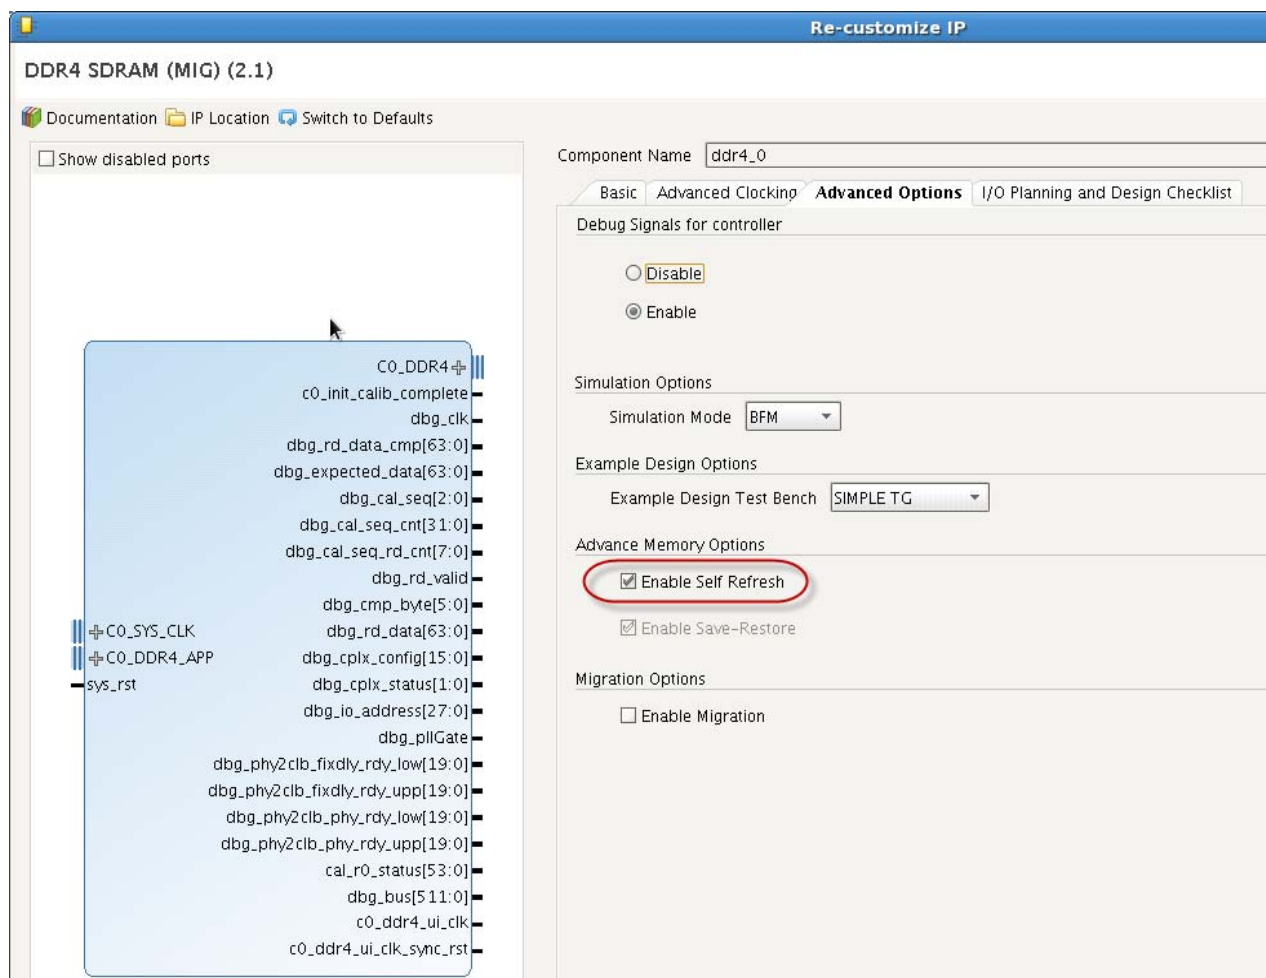 Re-customize IP
DDR4 SDRAM (MIG) (2.1)
Documentation IP Location Switch to Defaults
Show disabled ports
C0_DDR4
c0_init_calib_complete
dbg_clk
dbg_rd_data_cmp[63:0]
dbg_expected_data[63:0]
dbg_cal_seq[2:0]
dbg_cal_seq_cnt[31:0]
dbg_cal_seq_rd_cnt[7:0]
dbg_rd_valid
dbg_cmp_byte[5:0]
C0_SYS_CLK dbg_rd_data[63:0]
C0_DDR4_APP dbg_cplx_config[15:0]
sys_rst dbg_cplx_status[1:0]
dbg_io_address[27:0]
dbg_pllGate
dbg_phy2clb_fixdly_rdy_low[19:0]
dbg_phy2clb_fixdly_rdy_upp[19:0]
dbg_phy2clb_phy_rdy_low[19:0]
dbg_phy2clb_phy_rdy_upp[19:0]
cal_r0_status[53:0]
dbg_bus[511:0]
c0_ddr4_ui_clk
c0_ddr4_ui_clk_sync_rst
Component Name ddr4_0
Basic Advanced Clocking Advanced Options I/O Planning and Design Checklist
Debug Signals for controller
Disable
Enable
Simulation Options
Simulation Mode BFM
Example Design Options
Example Design Test Bench SIMPLE TG
Advance Memory Options
Enable Self Refresh
Enable Save-Restore
Migration Options
Enable Migration